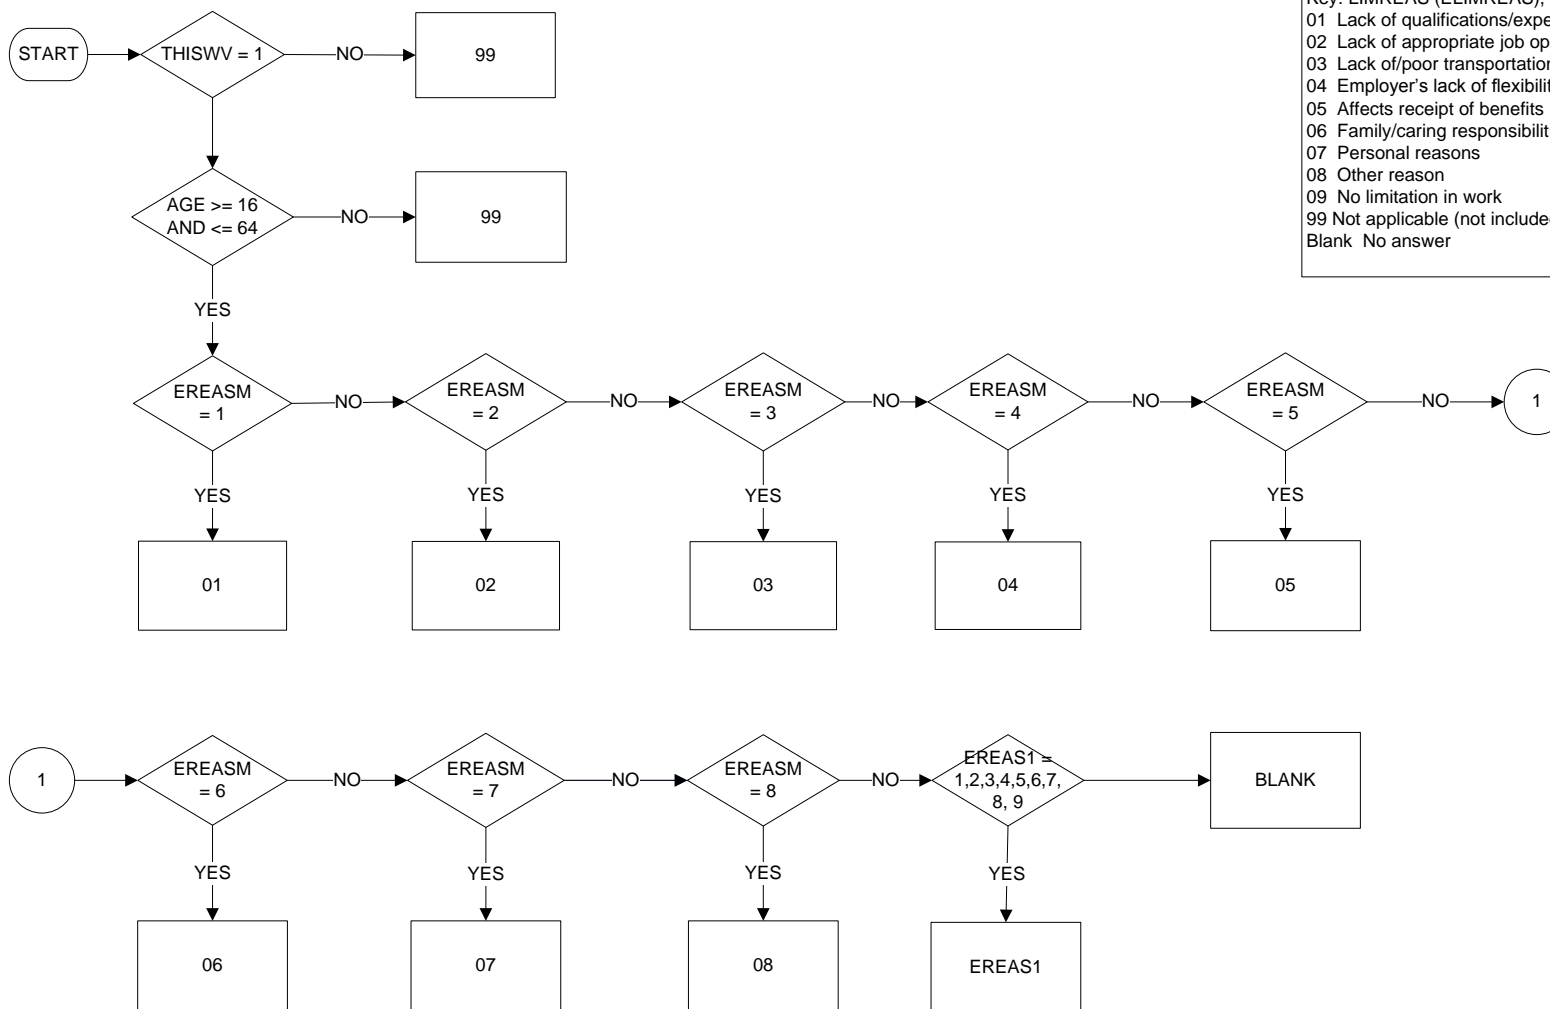 Key: LIMREAS (ELIMREAS),
01 Lack of qualifications/expe
02 Lack of appropriate job op
03 Lack of/poor transportation
04 Employer's lack of flexibilit
05 Affects receipt of benefits
06 Family/caring responsibilit
07 Personal reasons
08 Other reason
09 No limitation in work
99 Not applicable (not include
Blank No answer
START
THISWV = 1
NO
99
AGE >= 16
AND <= 64
NO
99
YES
EREASM
= 1
NO
EREASM
= 2
NO
EREASM
= 3
NO
EREASM
= 4
NO
EREASM
= 5
NO
1
YES
YES
YES
YES
YES
01
02
03
04
05
1
EREASM
= 6
NO
EREASM
= 7
NO
EREASM
= 8
NO
EREAS1 =
1,2,3,4,5,6,7,
8, 9
BLANK
YES
YES
YES
YES
06
07
08
EREAS1